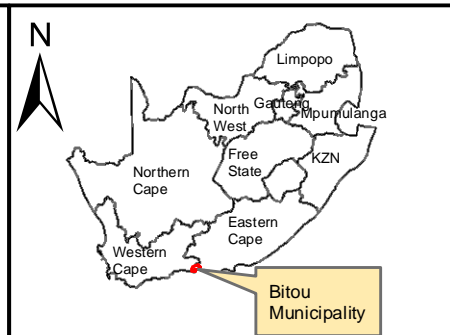 N
Limpopo
North
West
Gauteng
Mpumulanga
Free
State
KZN
Northern
Cape
Eastern
Cape
Western
Cape
Bitou
Municipality